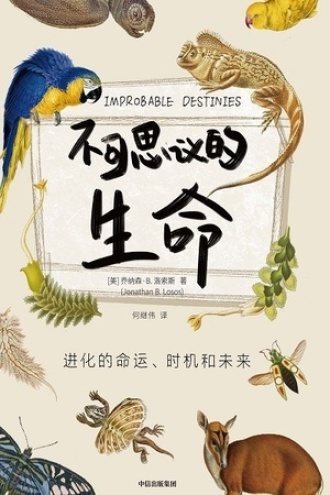 IMPROBABLE DESTINIES
不可思议的
生命
[美] 乔纳森·B. 洛索斯 著
(Jonathan B. Losos)
何继伟 译
进化的命运、时机和未来
中信出版集团